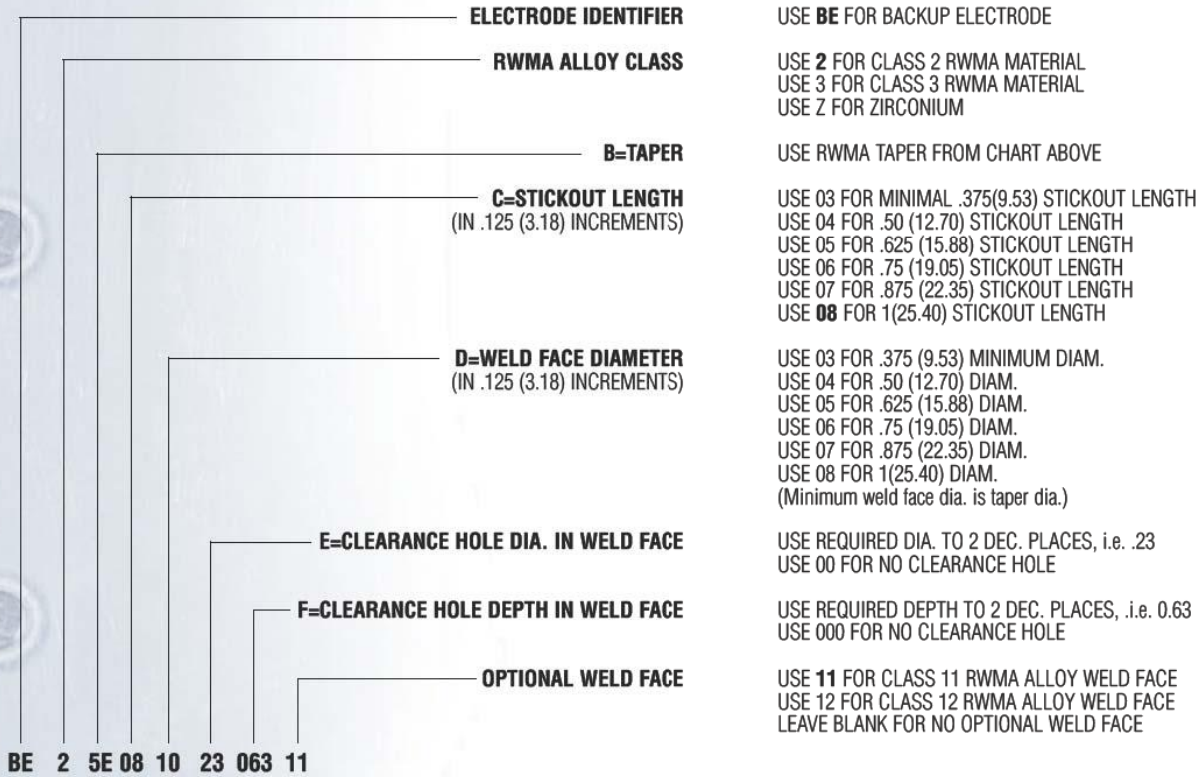 ELECTRODE IDENTIFIER USE BE FOR BACKUP ELECTRODE
RWMA ALLOY CLASS USE 2 FOR CLASS 2 RWMA MATERIAL
USE 3 FOR CLASS 3 RWMA MATERIAL
USE Z FOR ZIRCONIUM
B=TAPER USE RWMA TAPER FROM CHART ABOVE
C=STICKOUT LENGTH USE 03 FOR MINIMAL .375(9.53) STICKOUT LENGTH
(IN .125 (3.18) INCREMENTS) USE 04 FOR .50 (12.70) STICKOUT LENGTH
USE 05 FOR .625 (15.88) STICKOUT LENGTH
USE 06 FOR .75 (19.05) STICKOUT LENGTH
USE 07 FOR .875 (22.35) STICKOUT LENGTH
USE 08 FOR 1(25.40) STICKOUT LENGTH
D=WELD FACE DIAMETER USE 03 FOR .375 (9.53) MINIMUM DIAM.
(IN .125 (3.18) INCREMENTS) USE 04 FOR .50 (12.70) DIAM.
USE 05 FOR .625 (15.88) DIAM.
USE 06 FOR .75 (19.05) DIAM.
USE 07 FOR .875 (22.35) DIAM.
USE 08 FOR 1(25.40) DIAM.
(Minimum weld face dia. is taper dia.)
E=CLEARANCE HOLE DIA. IN WELD FACE USE REQUIRED DIA. TO 2 DEC. PLACES, i.e. .23
USE 00 FOR NO CLEARANCE HOLE
F=CLEARANCE HOLE DEPTH IN WELD FACE USE REQUIRED DEPTH TO 2 DEC. PLACES, .i.e. 0.63
USE 000 FOR NO CLEARANCE HOLE
OPTIONAL WELD FACE USE 11 FOR CLASS 11 RWMA ALLOY WELD FACE
USE 12 FOR CLASS 12 RWMA ALLOY WELD FACE
LEAVE BLANK FOR NO OPTIONAL WELD FACE
BE 2 5E 08 10 23 063 11